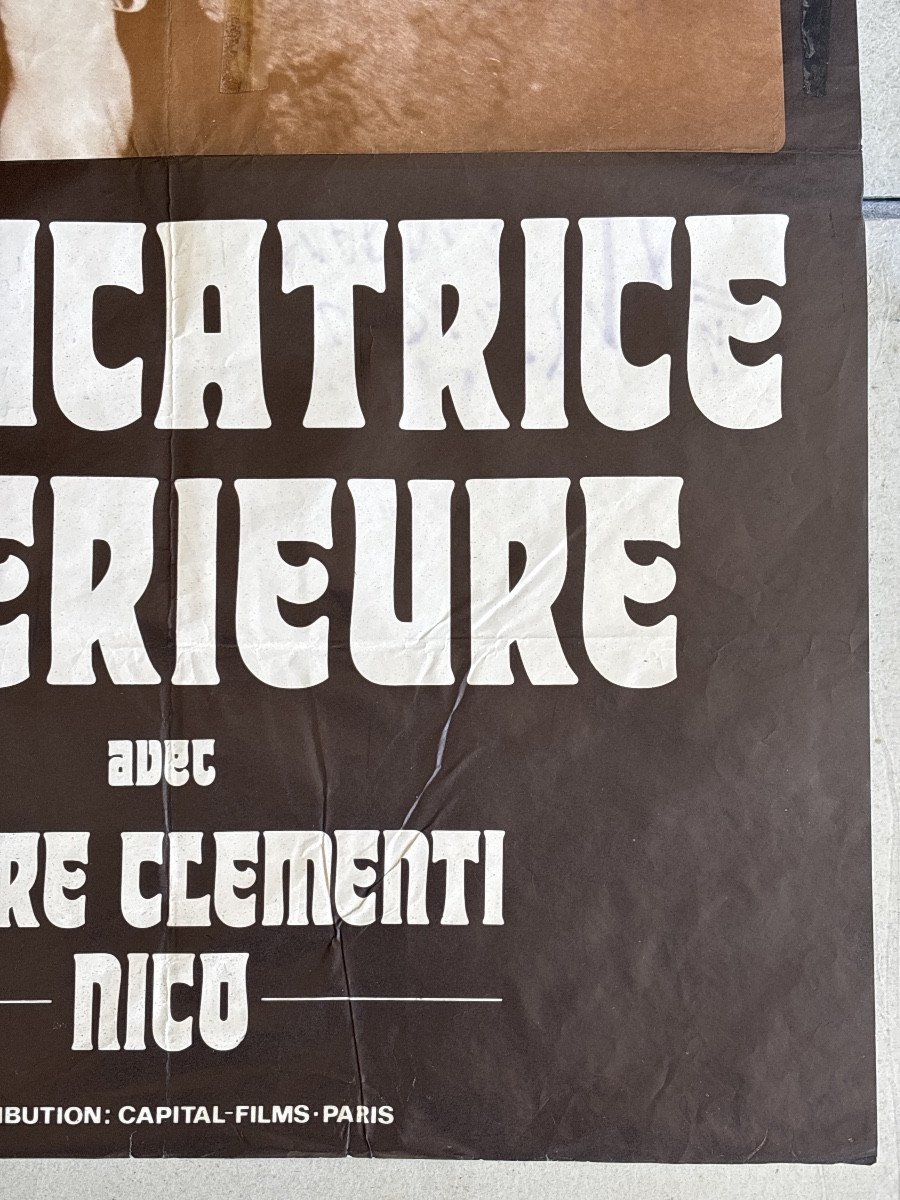 ICATRICE
ERIEURE
avec
RE CLEMENTI
NICO
IBUTION: CAPITAL-FILMS·PARIS